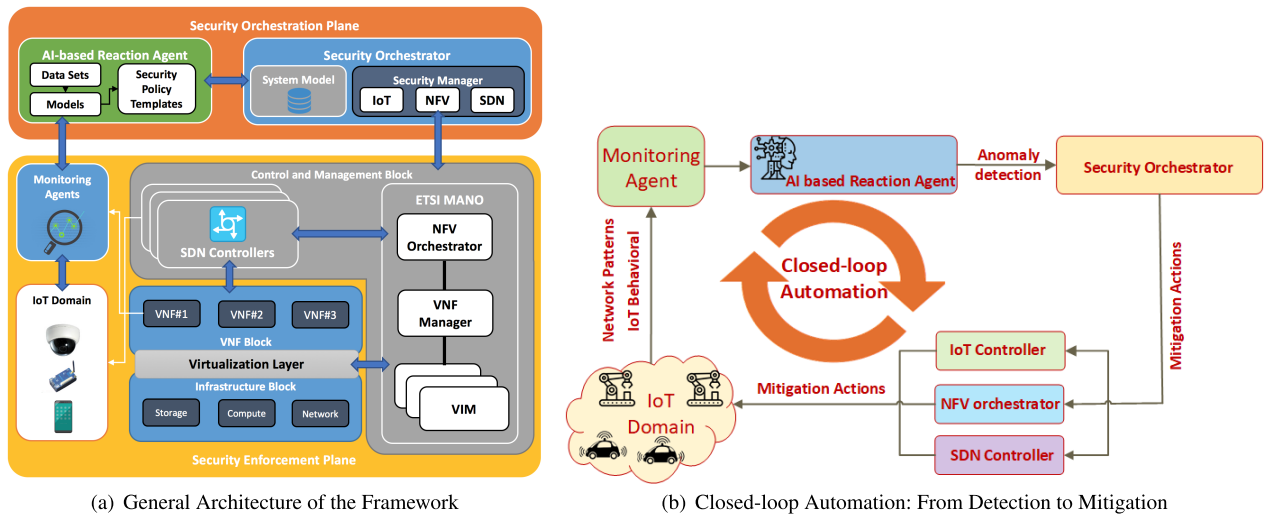 Security Orchestration Plane
AI-based Reaction Agent
Data Sets
Models
Security
Policy
Templates
Security Orchestrator
System Model
Security Manager
IoT
NFV
SDN
Monitoring
Agents
IoT Domain
Control and Management Block
SDN Controllers
ETSI MANO
NFV
Orchestrator
VNF
Manager
VIM
VNF#1
VNF#2
VNF#3
VNF Block
Virtualization Layer
Infrastructure Block
Storage
Compute
Network
Security Enforcement Plane
(a) General Architecture of the Framework
Monitoring
Agent
AI based Reaction Agent
Anomaly
detection
Security Orchestrator
Network Patterns
IoT Behavioral
Closed-loop
Automation
Mitigation Actions
IoT Controller
NFV orchestrator
SDN Controller
Mitigation Actions
IoT
Domain
(b) Closed-loop Automation: From Detection to Mitigation